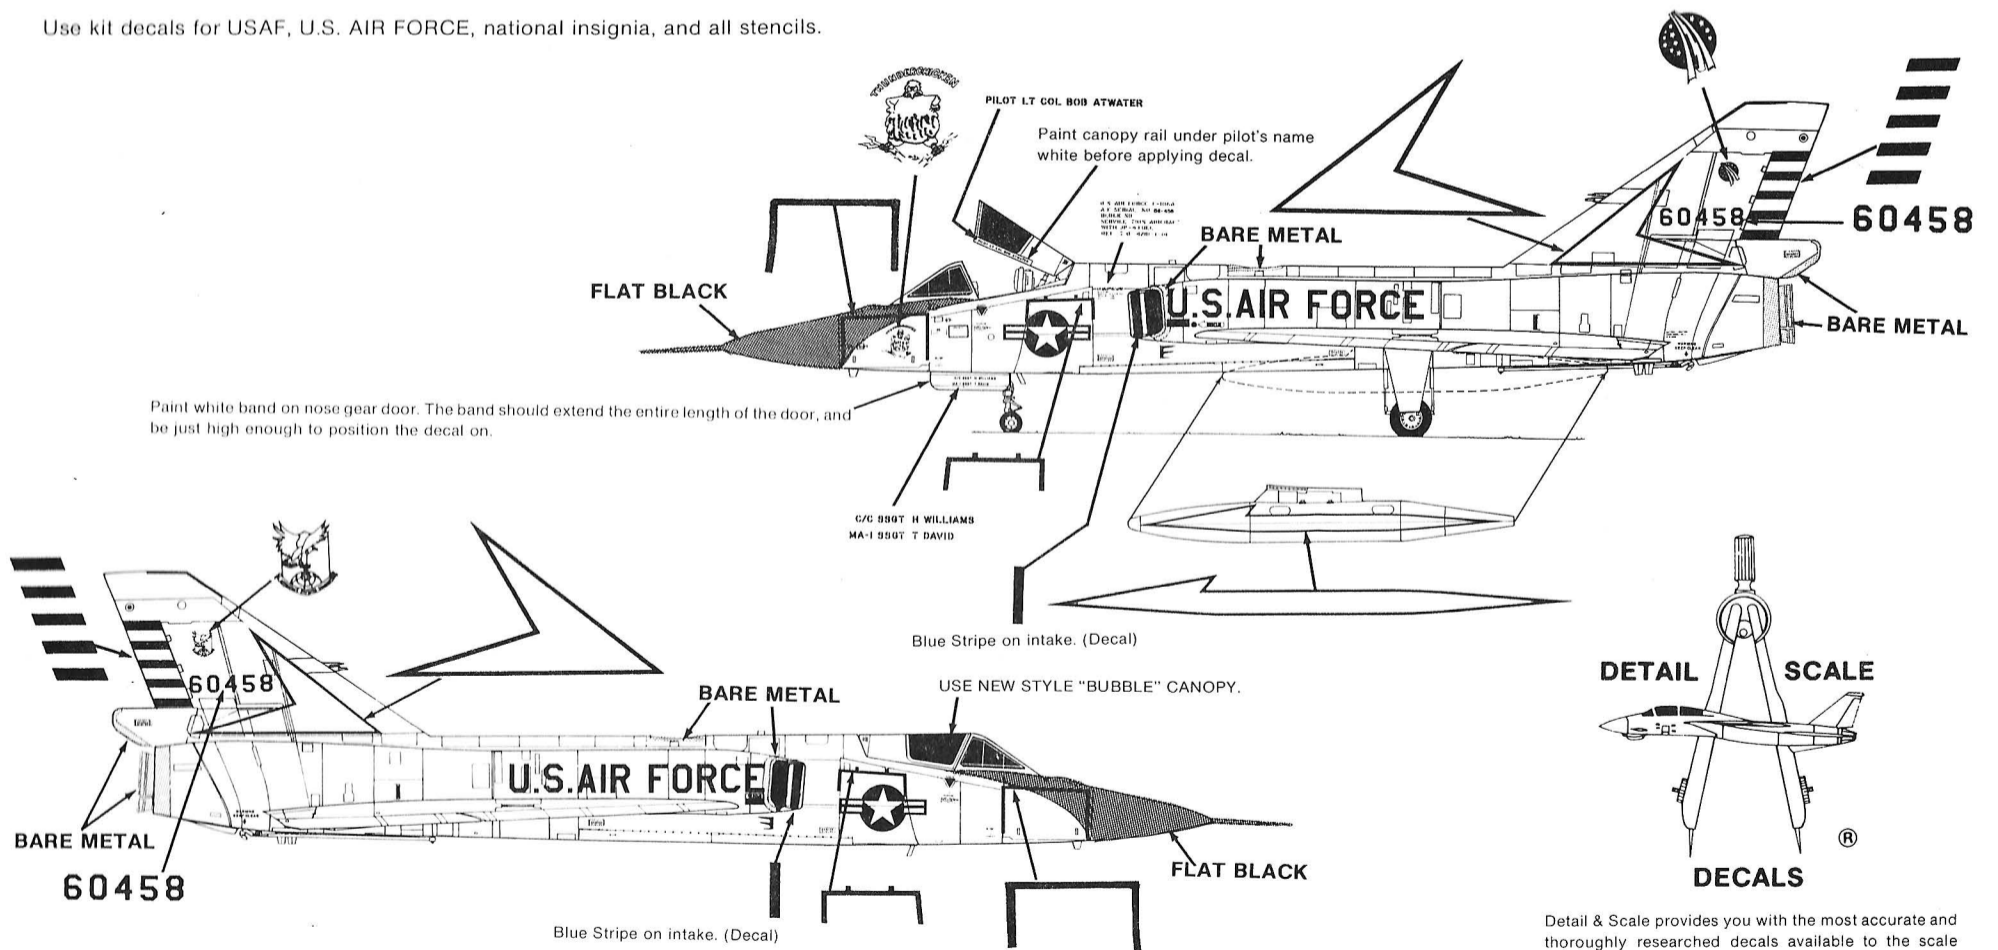 Use kit decals for USAF, U.S. AIR FORCE, national insignia, and all stencils.
THUNDERCHICKEN
PILOT LT COL BOB ATWATER
Paint canopy rail under pilot's name
white before applying decal.
BARE METAL
60458
60458
FLAT BLACK
U.S.AIR FORCE
BARE METAL
Paint white band on nose gear door. The band should extend the entire length of the door, and
be just high enough to position the decal on.
C/C SSGT H WILLIAMS
MA-1 SSGT T DAVID
Blue Stripe on intake. (Decal)
60458
BARE METAL
USE NEW STYLE "BUBBLE" CANOPY.
U.S.AIR FORCE
BARE METAL
60458
FLAT BLACK
Blue Stripe on intake. (Decal)
DETAIL SCALE
®
DECALS
Detail & Scale provides you with the most accurate and
thoroughly researched decals available to the scale